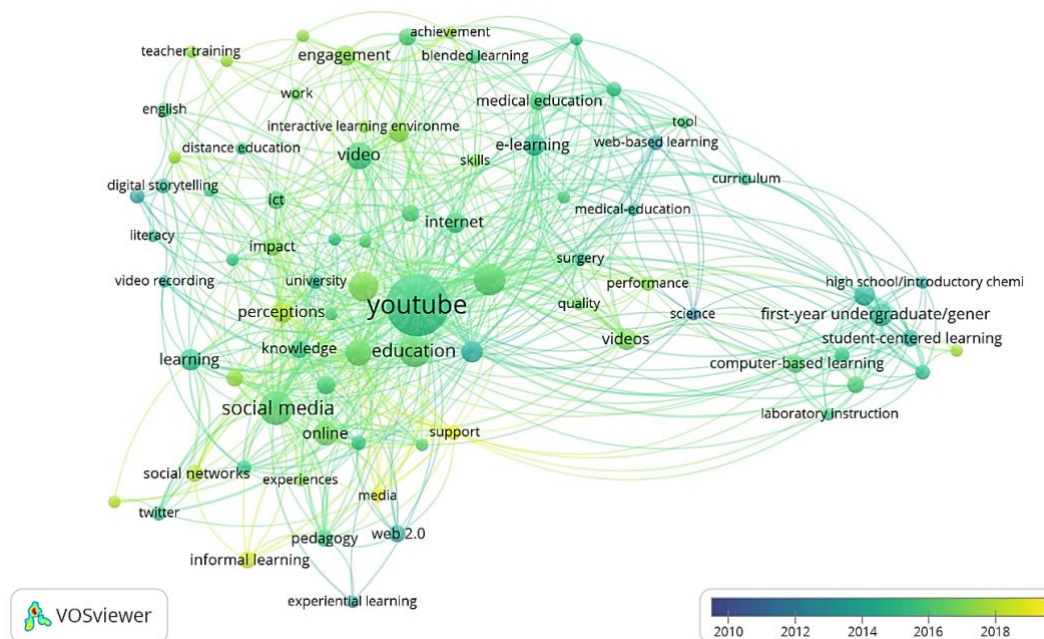 achievement
teacher training
engagement
blended learning
work
medical education
english
interactive learning environme
tool
distance education
video
skills
e-learning
web-based learning
digital storytelling
ict
curriculum
internet
medical-education
literacy
impact
surgery
video recording
university
performance
high school/introductory chemi
youtube
quality
perceptions
science
first-year undergraduate/gener
knowledge
education
videos
student-centered learning
learning
computer-based learning
social media
laboratory instruction
online
support
social networks
experiences
media
twitter
pedagogy
web 2.0
informal learning
experiential learning
VOSviewer
2010 2012 2014 2016 2018